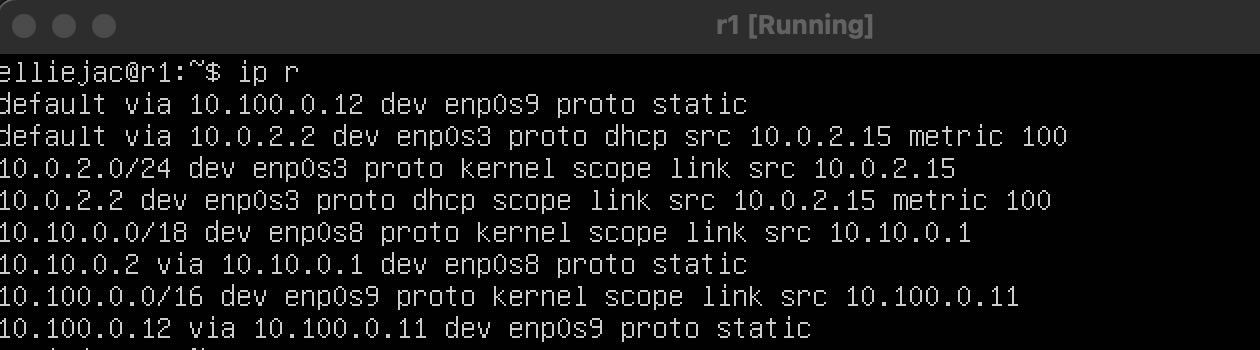 r1 [Running]
elliejac@r1:~$ ip r
default via 10.100.0.12 dev enp0s9 proto static
default via 10.0.2.2 dev enp0s3 proto dhcp src 10.0.2.15 metric 100
10.0.2.0/24 dev enp0s3 proto kernel scope link src 10.0.2.15
10.0.2.2 dev enp0s3 proto dhcp scope link src 10.0.2.15 metric 100
10.10.0.0/18 dev enp0s8 proto kernel scope link src 10.10.0.1
10.10.0.2 via 10.10.0.1 dev enp0s8 proto static
10.100.0.0/16 dev enp0s9 proto kernel scope link src 10.100.0.11
10.100.0.12 via 10.100.0.11 dev enp0s9 proto static